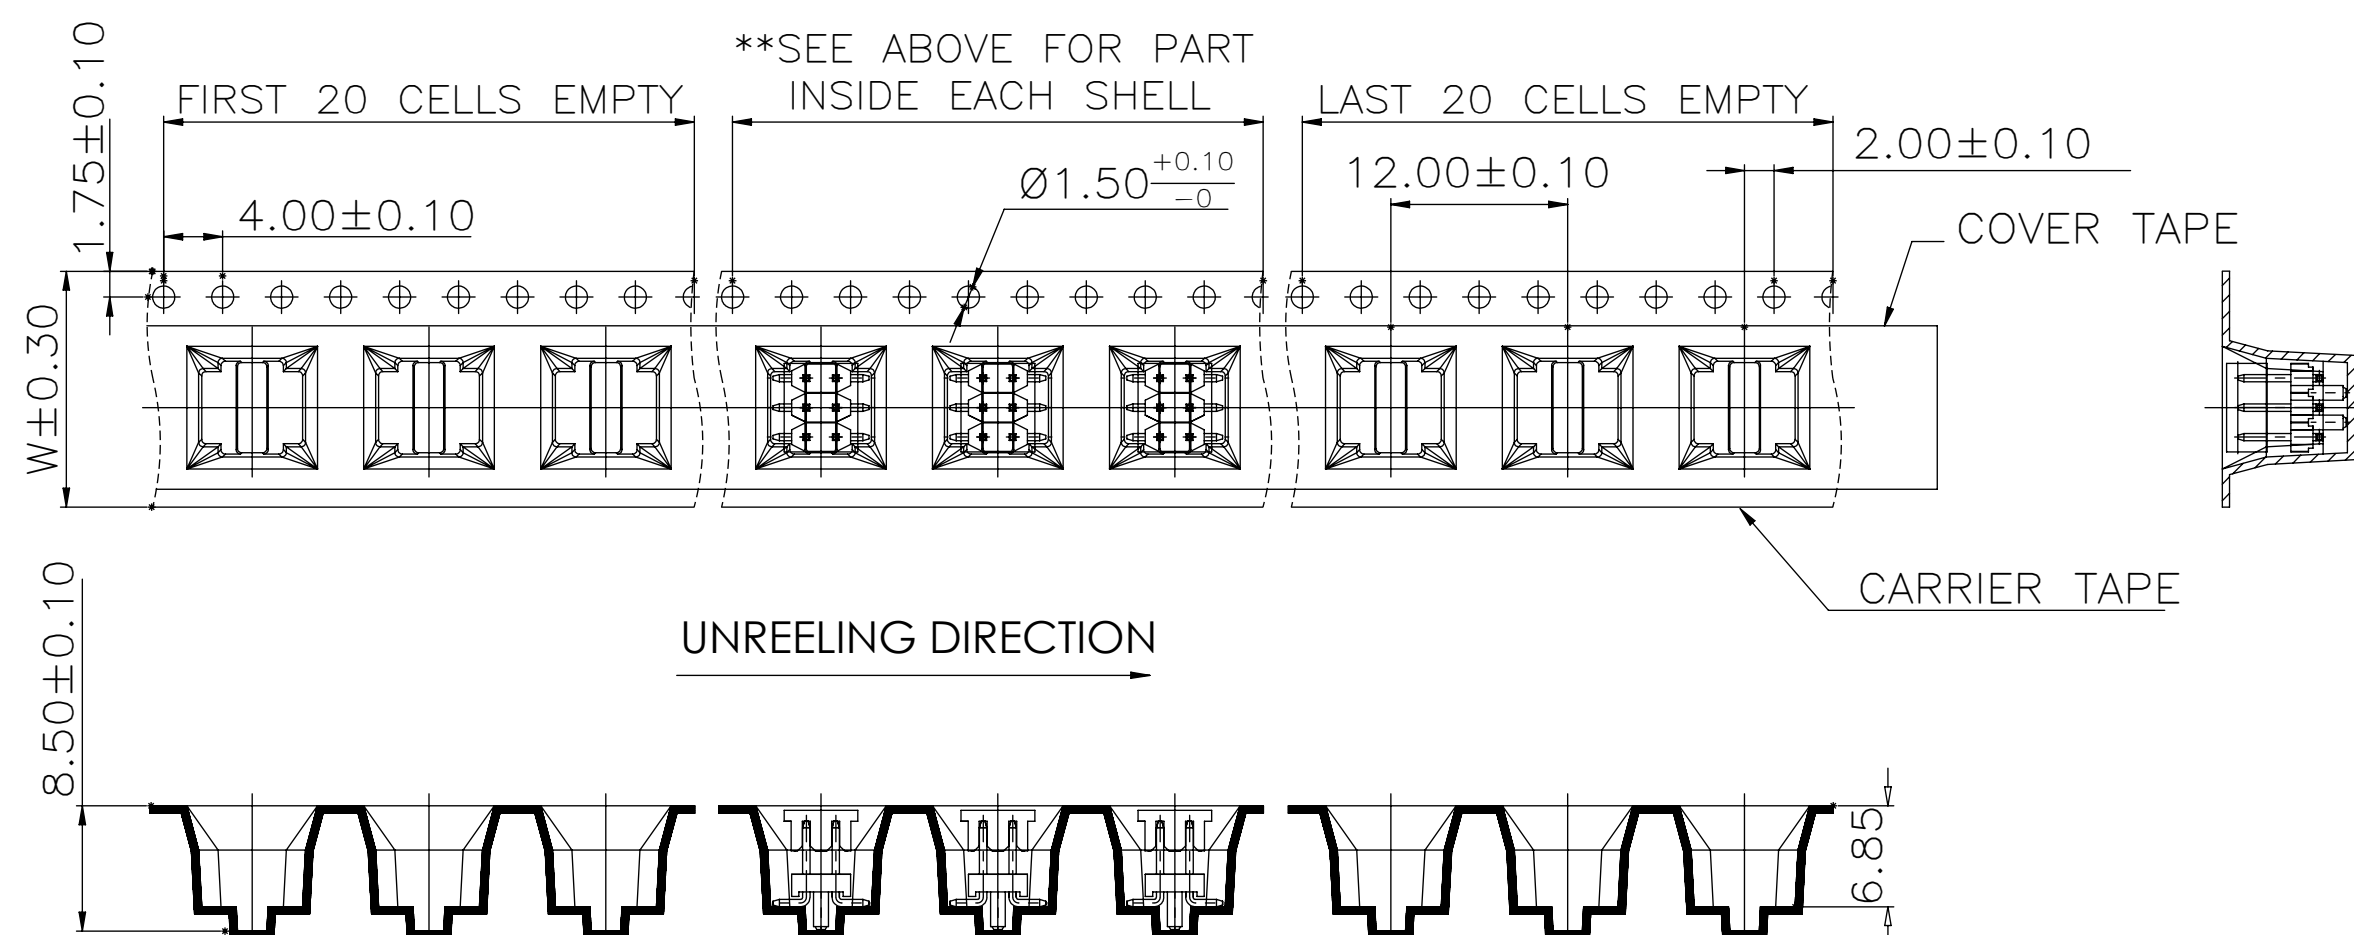 1.75±0.10
FIRST 20 CELLS EMPTY
**SEE ABOVE FOR PART
INSIDE EACH SHELL
LAST 20 CELLS EMPTY
4.00±0.10
Ø1.50 +0.10
-0
12.00±0.10
2.00±0.10
COVER TAPE
W±0.30
CARRIER TAPE
UNREELING DIRECTION
8.50±0.10
6.85